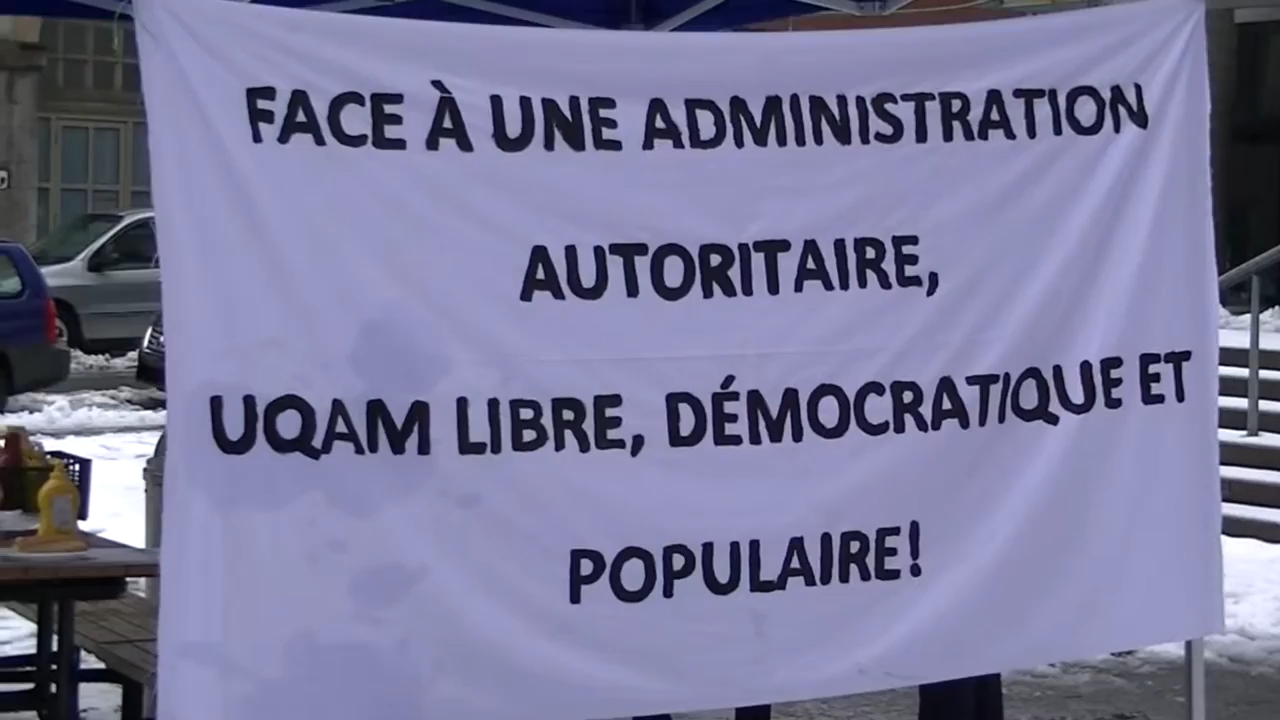 FACE À UNE ADMINISTRATION
AUTORITAIRE,
UQAM LIBRE, DÉMOCRATIQUE ET
POPULAIRE!